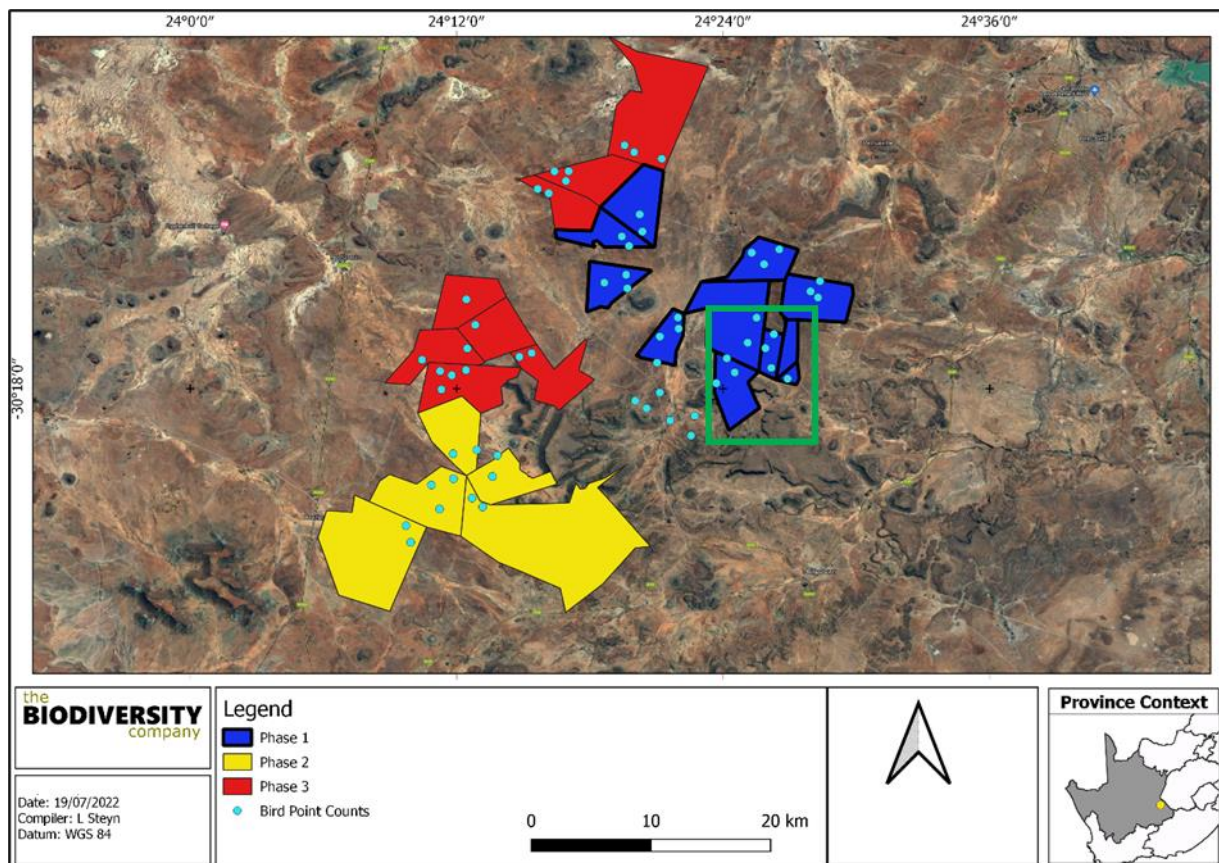 24°0′0″ 24°12′0″ 24°24′0″ 24°36′0″
-30°18′0″
the
BIODIVERSITY
company
Date: 19/07/2022
Compiler: L Steyn
Datum: WGS 84
Legend
Phase 1
Phase 2
Phase 3
Bird Point Counts
0 10 20 km
Province Context